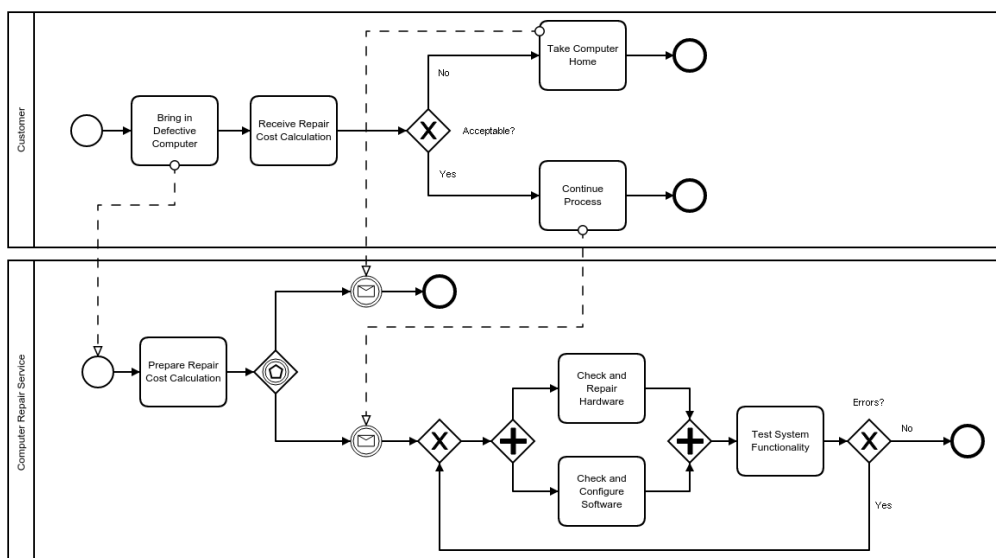 Customer
Bring in
Defective
Computer
Receive Repair
Cost Calculation
Acceptable?
No
Yes
Take Computer
Home
Continue
Process
Computer Repair Service
Prepare Repair
Cost Calculation
Check and
Repair
Hardware
Check and
Configure
Software
Test System
Functionality
Errors?
No
Yes